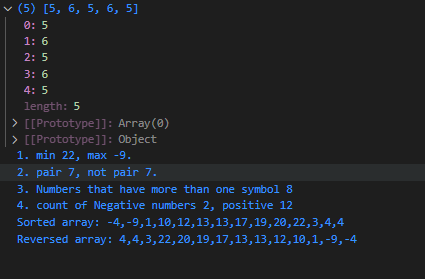 (5) [5, 6, 5, 6, 5]
0: 5
1: 6
2: 5
3: 6
4: 5
length: 5
[[Prototype]]: Array(0)
[[Prototype]]: Object
1. min 22, max -9.
2. pair 7, not pair 7.
3. Numbers that have more than one symbol 8
4. count of Negative numbers 2, positive 12
Sorted array: -4,-9,1,10,12,13,13,17,19,20,22,3,4,4
Reversed array: 4,4,3,22,20,19,17,13,13,12,10,1,-9,-4